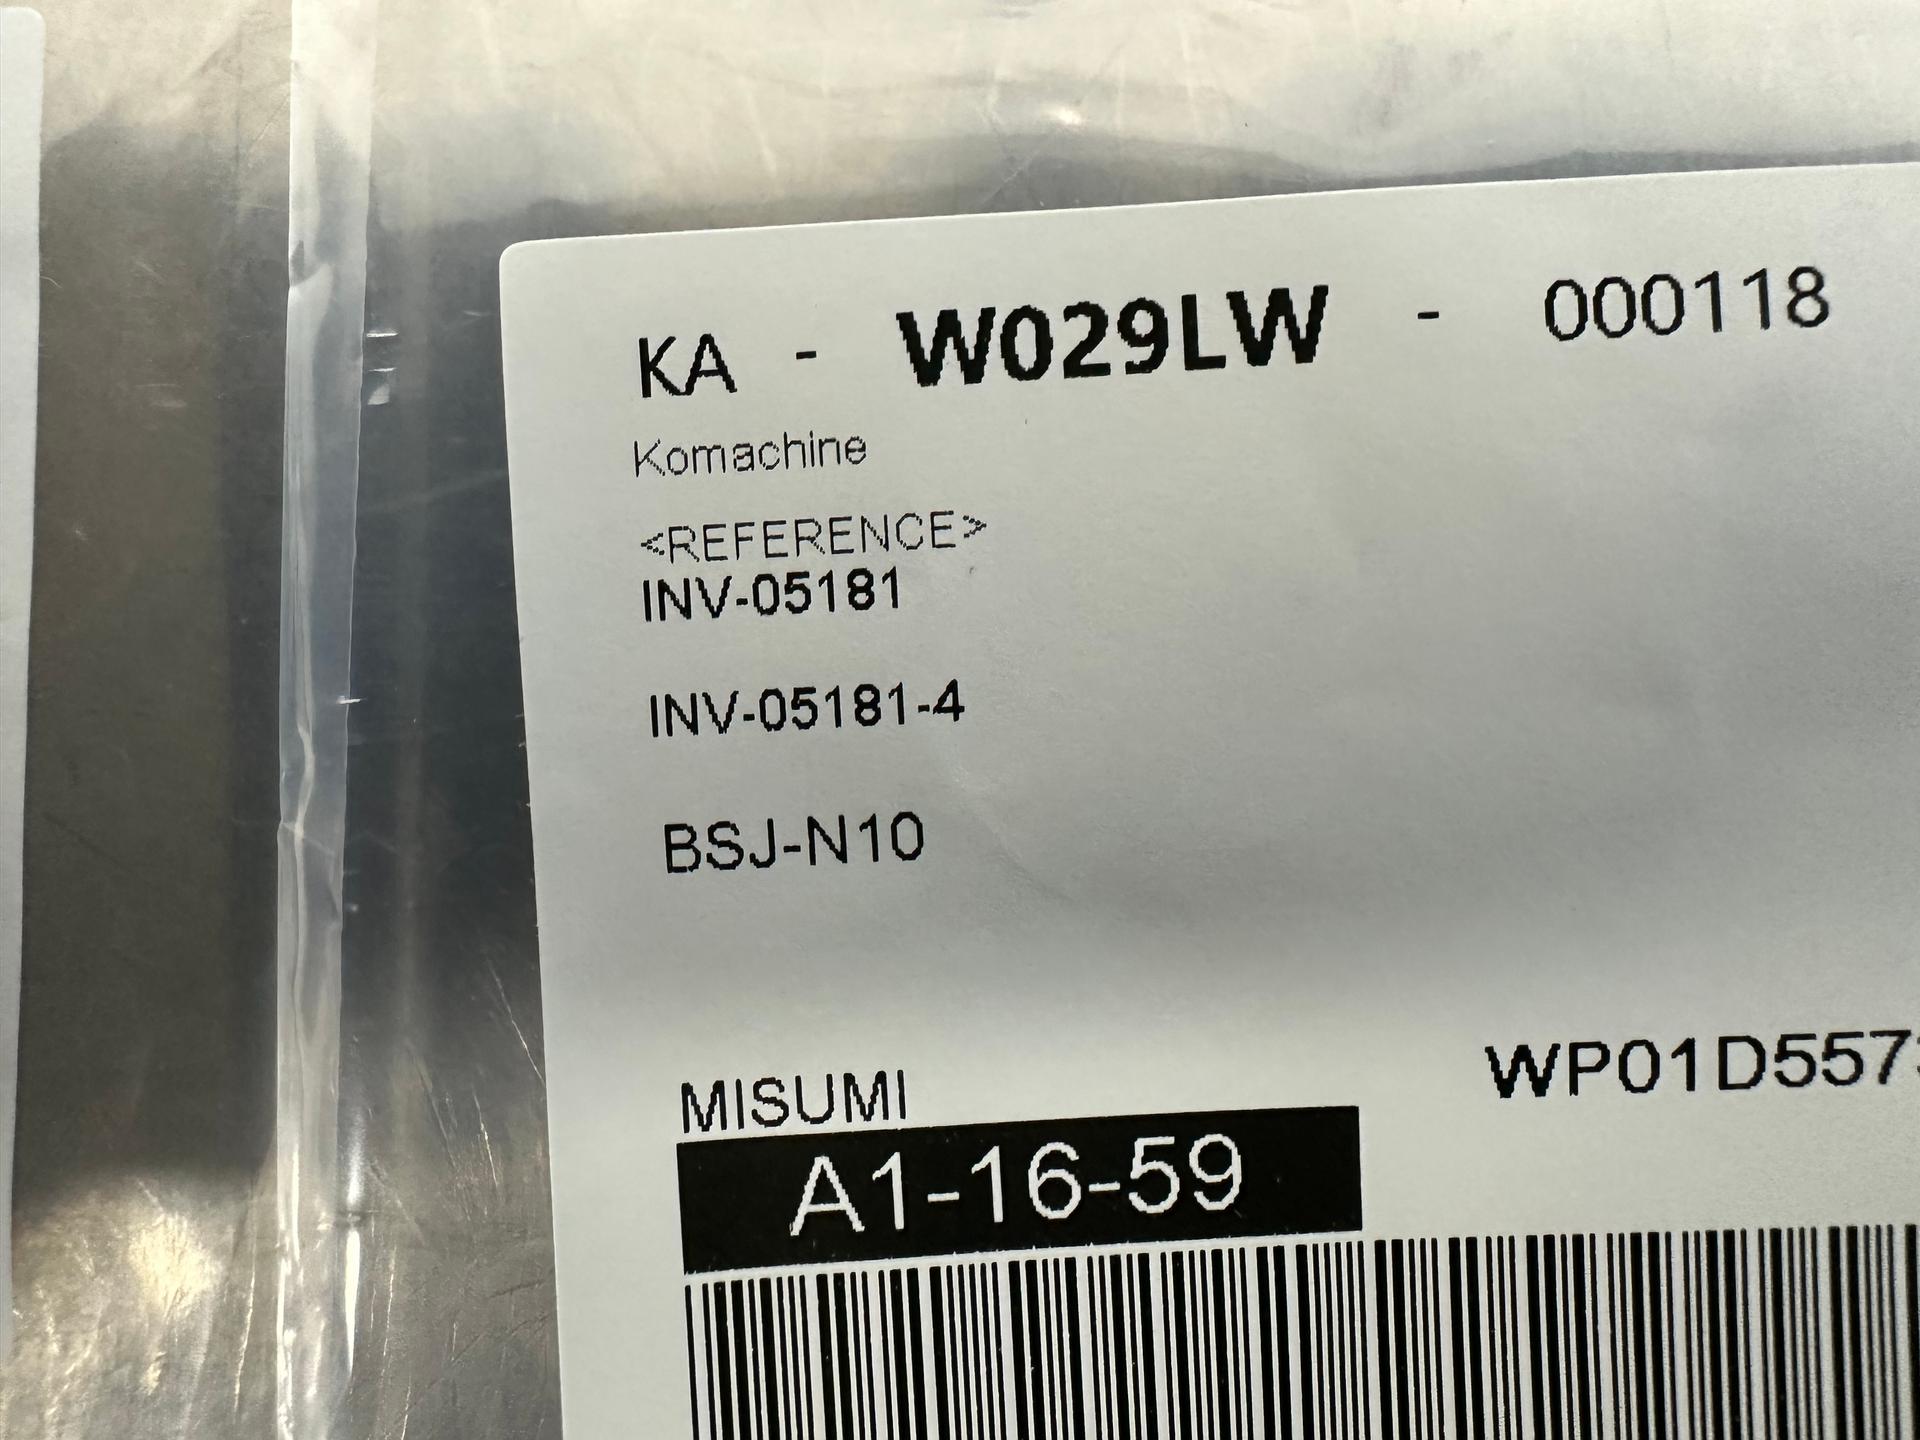 KA - W029LW - 000118
Komachine
<REFERENCE>
INV-05181
INV-05181-4
BSJ-N10
MISUMI
WP01D557
A1-16-59